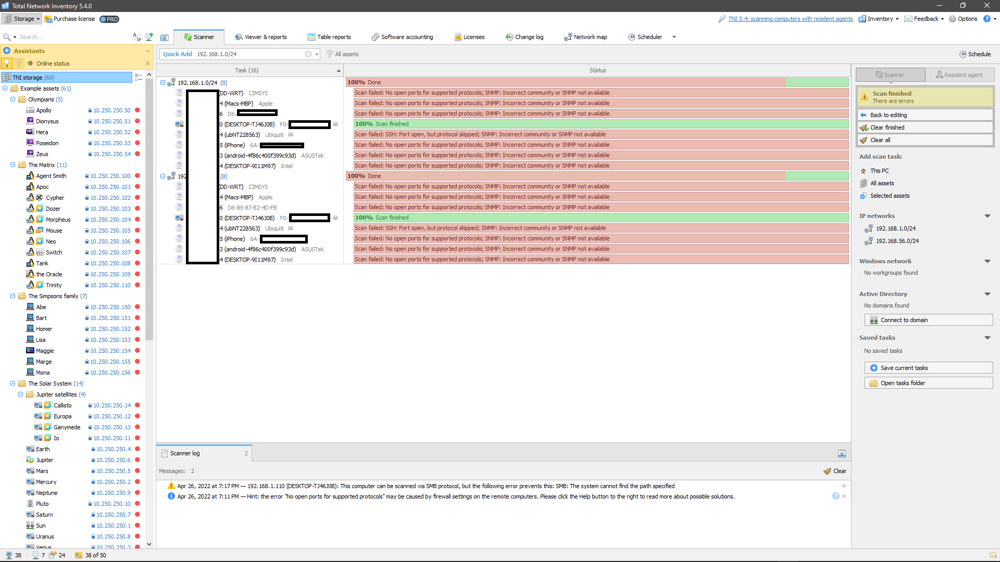 Total Network Inventory 5.4.0
Storage Purchase license PRO
TNI 5.4: scanning computers with resident agents Inventory Feedback Options
Search... A/IP
Scanner Viewer & reports Table reports Software accounting Licenses Change log Network map Scheduler
Assistants
Online status
Quick Add 192.168.1.0/24 All assets Schedule
TNI storage (69)
Example assets (61)
Olympians (5)
Apollo 10.250.250.50
Dionysus 10.250.250.51
Hera 10.250.250.52
Poseidon 10.250.250.53
Zeus 10.250.250.54
The Matrix (11)
Agent Smith 10.250.250.100
Apoc 10.250.250.101
Cypher 10.250.250.102
Dozer 10.250.250.103
Morpheus 10.250.250.104
Mouse 10.250.250.105
Neo 10.250.250.106
HV Switch 10.250.250.107
Tank 10.250.250.108
the Oracle 10.250.250.109
Trinity 10.250.250.110
The Simpsons family (7)
Abe 10.250.250.150
Bart 10.250.250.151
Homer 10.250.250.152
Lisa 10.250.250.153
Maggie 10.250.250.154
Marge 10.250.250.155
Mona 10.250.250.156
The Solar System (14)
Jupiter satellites (4)
Callisto 10.250.250.14
Europa 10.250.250.12
Ganymede 10.250.250.13
Io 10.250.250.11
Earth 10.250.250.4
Jupiter 10.250.250.6
Mars 10.250.250.5
Mercury 10.250.250.2
Neptune 10.250.250.9
Pluto 10.250.250.10
Saturn 10.250.250.7
Sun 10.250.250.1
Uranus 10.250.250.8
Venus 10.250.250.3
Task (16) Status
192.168.1.0/24 (8) 100% Done
(DD-WRT) CIMSYS Scan failed: No open ports for supported protocols; SNMP: Incorrect community or SNMP not available
4 (Macs-MBP) Apple Scan failed: No open ports for supported protocols; SNMP: Incorrect community or SNMP not available
6 D6- Scan failed: No open ports for supported protocols; SNMP: Incorrect community or SNMP not available
0 (DESKTOP-TJ46J0B) F0- 100% Scan finished
4 (ubNT228563) Ubiquiti Scan failed: SSH: Port open, but protocol skipped; SNMP: Incorrect community or SNMP not available
5 (iPhone) 6A- Scan failed: No open ports for supported protocols; SNMP: Incorrect community or SNMP not available
3 (android-4f86c400f399c93d) ASUSTek Scan failed: No open ports for supported protocols; SNMP: Incorrect community or SNMP not available
4 (DESKTOP-9I11M97) Intel Scan failed: No open ports for supported protocols; SNMP: Incorrect community or SNMP not available
192 (8) 100% Done
(DD-WRT) CIMSYS Scan failed: No open ports for supported protocols; SNMP: Incorrect community or SNMP not available
4 (Macs-MBP) Apple Scan failed: No open ports for supported protocols; SNMP: Incorrect community or SNMP not available
6 D6-89-87-B2-4D-FB Scan failed: No open ports for supported protocols; SNMP: Incorrect community or SNMP not available
0 (DESKTOP-TJ46J0B) F0- 100% Scan finished
4 (ubNT228563) Ubiquiti Scan failed: SSH: Port open, but protocol skipped; SNMP: Incorrect community or SNMP not available
5 (iPhone) 6A- Scan failed: No open ports for supported protocols; SNMP: Incorrect community or SNMP not available
3 (android-4f86c400f399c93d) ASUSTek Scan failed: No open ports for supported protocols; SNMP: Incorrect community or SNMP not available
4 (DESKTOP-9I11M97) Intel Scan failed: No open ports for supported protocols; SNMP: Incorrect community or SNMP not available
Scanner Resident agent
Scan finished
There are errors
Back to editing
Clear finished
Clear all
Add scan task:
This PC
All assets
Selected assets
IP networks
192.168.1.0/24
192.168.56.0/24
Windows network
No workgroups found
Active Directory
No domains found
Connect to domain
Saved tasks
No saved tasks
Save current tasks
Open tasks folder
Scanner log 2
Messages: 2 Clear
Apr 26, 2022 at 7:17 PM — 192.168.1.110 (DESKTOP-TJ46J0B): This computer can be scanned via SMB protocol, but the following error prevents this: SMB: The system cannot find the path specified
Apr 26, 2022 at 7:11 PM — Hint: the error "No open ports for supported protocols" may be caused by firewall settings on the remote computers. Please click the Help button to the right to read more about possible solutions.
38 7 24 38 of 50